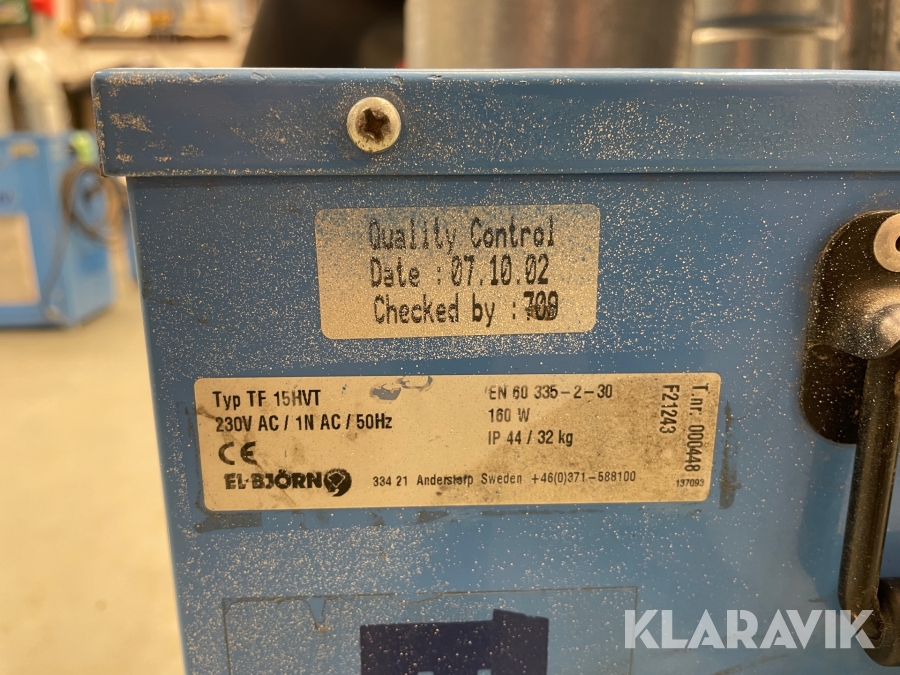 Quality Control
Date : 07.10.02
Checked by :
Typ TF 15HVT
230V AC / 1N AC / 50Hz
CE
EL-BJÖRN
EN 60 335-2-30
160 W
IP 44 / 32 kg
334 21 Anderstorp Sweden +46(0)371-588100
F21243
T.nr. 000448
137093
KLARAVIK